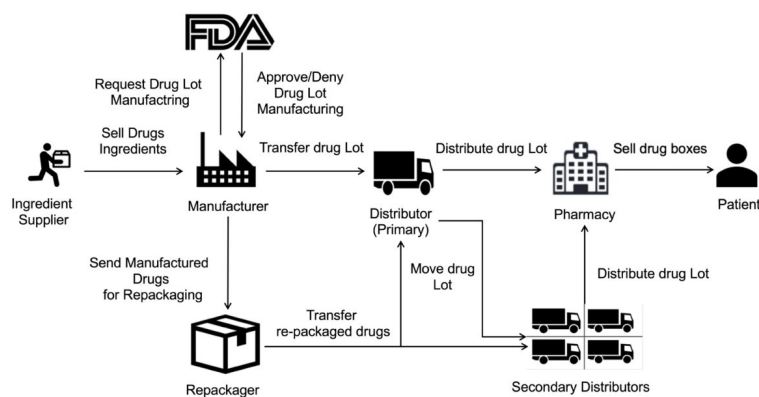 FDA
Request Drug Lot
Manufactring
Approve/Deny
Drug Lot
Manufacturing
Sell Drugs
Ingredients
Transfer drug Lot
Distribute drug Lot
Sell drug boxes
Ingredient
Supplier
Manufacturer
Distributor
(Primary)
Pharmacy
Patient
Send Manufactured
Drugs
for Repackaging
Move drug
Lot
Distribute drug Lot
Transfer
re-packaged drugs
Repackager
Secondary Distributors